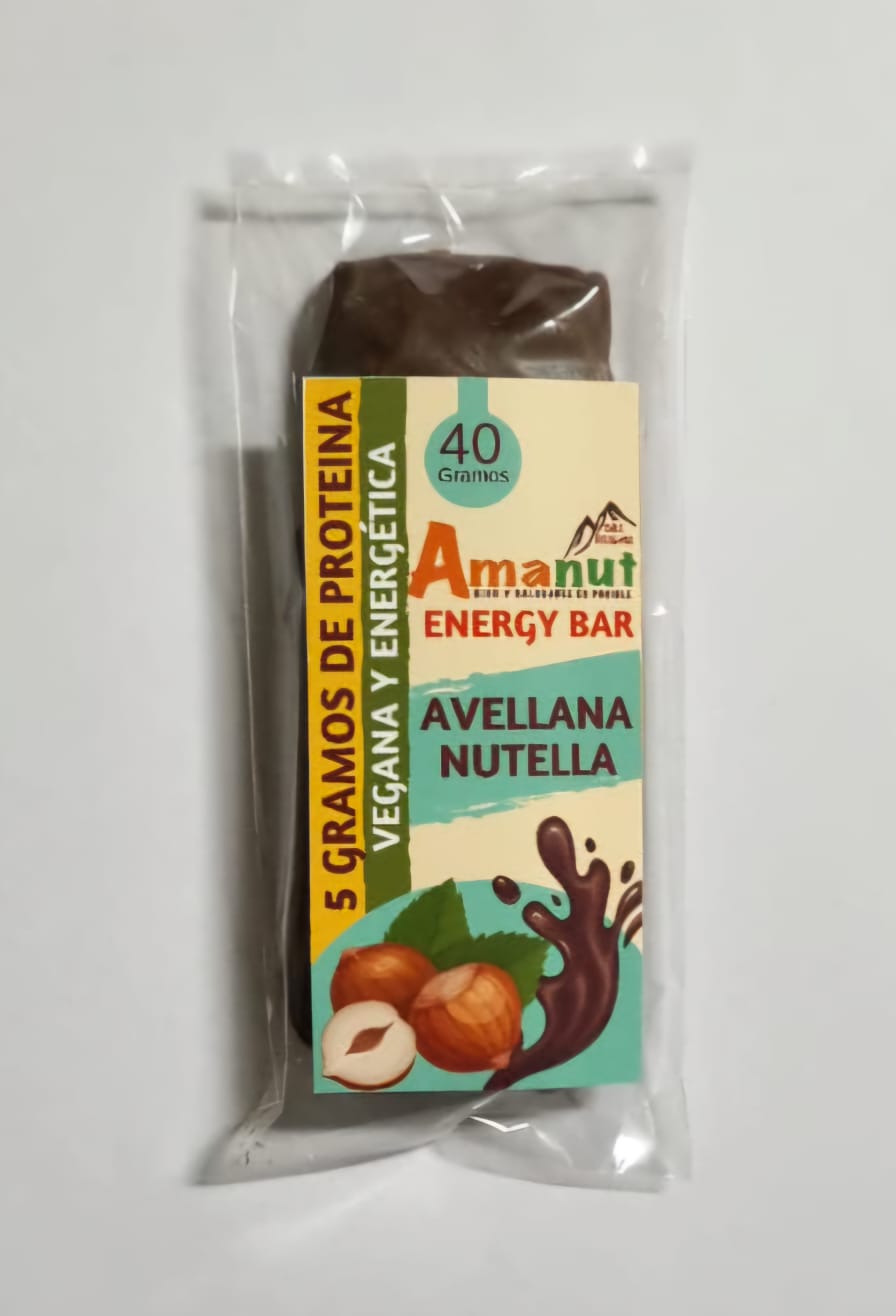 5 GRAMOS DE PROTEINA
VEGANA Y ENERGÉTICA
40
Gramos
Amanut
ENERGY BAR
AVELLANA
NUTELLA